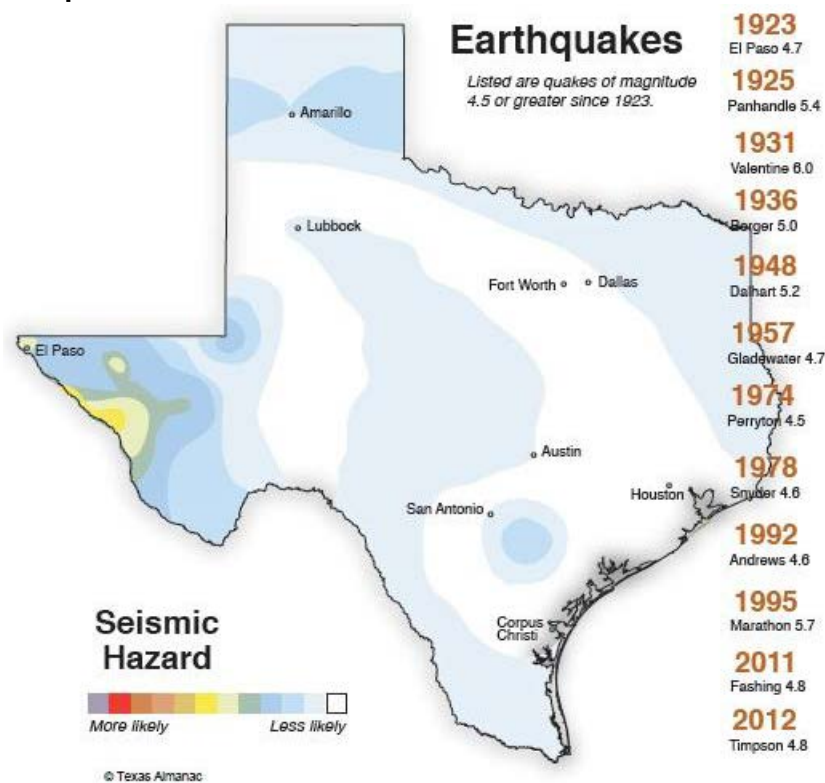 Earthquakes
Listed are quakes of magnitude
4.5 or greater since 1923.
1923
El Paso 4.7
1925
Panhandle 5.4
1931
Valentine 6.0
1936
Borger 5.0
1948
Dalhart 5.2
1957
Gladewater 4.7
1974
Perryton 4.5
1978
Snyder 4.6
1992
Andrews 4.6
1995
Marathon 5.7
2011
Fashing 4.8
2012
Timpson 4.8
Amarillo
Lubbock
Fort Worth
Dallas
El Paso
Austin
San Antonio
Houston
Corpus
Christi
Seismic
Hazard
More likely
Less likely
© Texas Almanac